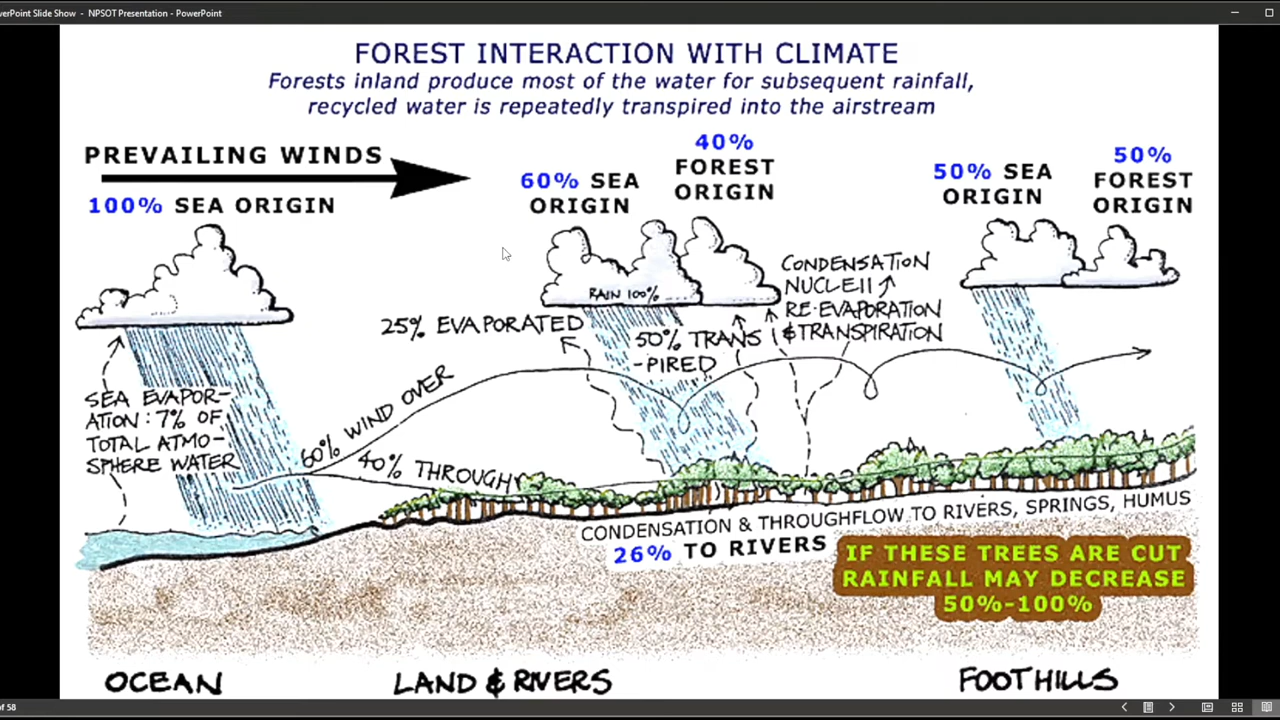 PowerPoint Slide Show - NPSOT Presentation - PowerPoint
FOREST INTERACTION WITH CLIMATE
Forests inland produce most of the water for subsequent rainfall,
recycled water is repeatedly transpired into the airstream
PREVAILING WINDS
100% SEA ORIGIN
60% SEA
ORIGIN
40%
FOREST
ORIGIN
50% SEA
ORIGIN
50%
FOREST
ORIGIN
RAIN 100%
CONDENSATION
NUCLEII
RE-EVAPORATION
& TRANSPIRATION
25% EVAPORATED
50% TRANS
-PIRED
SEA EVAPOR-
ATION: 7% OF
TOTAL ATMO-
SPHERE WATER
60% WIND OVER
40% THROUGH
CONDENSATION & THROUGHFLOW TO RIVERS, SPRINGS, HUMUS
26% TO RIVERS
IF THESE TREES ARE CUT
RAINFALL MAY DECREASE
50%-100%
OCEAN
LAND & RIVERS
FOOTHILLS
of 58